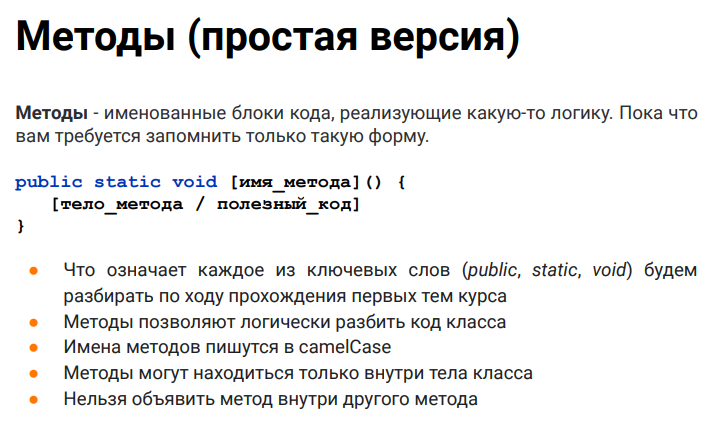 Методы (простая версия)
Методы - именованные блоки кода, реализующие какую-то логику. Пока что
вам требуется запомнить только такую форму.
public static void [имя_метода]() {
[тело_метода / полезный_код]
}
● Что означает каждое из ключевых слов (public, static, void) будем
разбирать по ходу прохождения первых тем курса
● Методы позволяют логически разбить код класса
● Имена методов пишутся в camelCase
● Методы могут находиться только внутри тела класса
● Нельзя объявить метод внутри другого метода